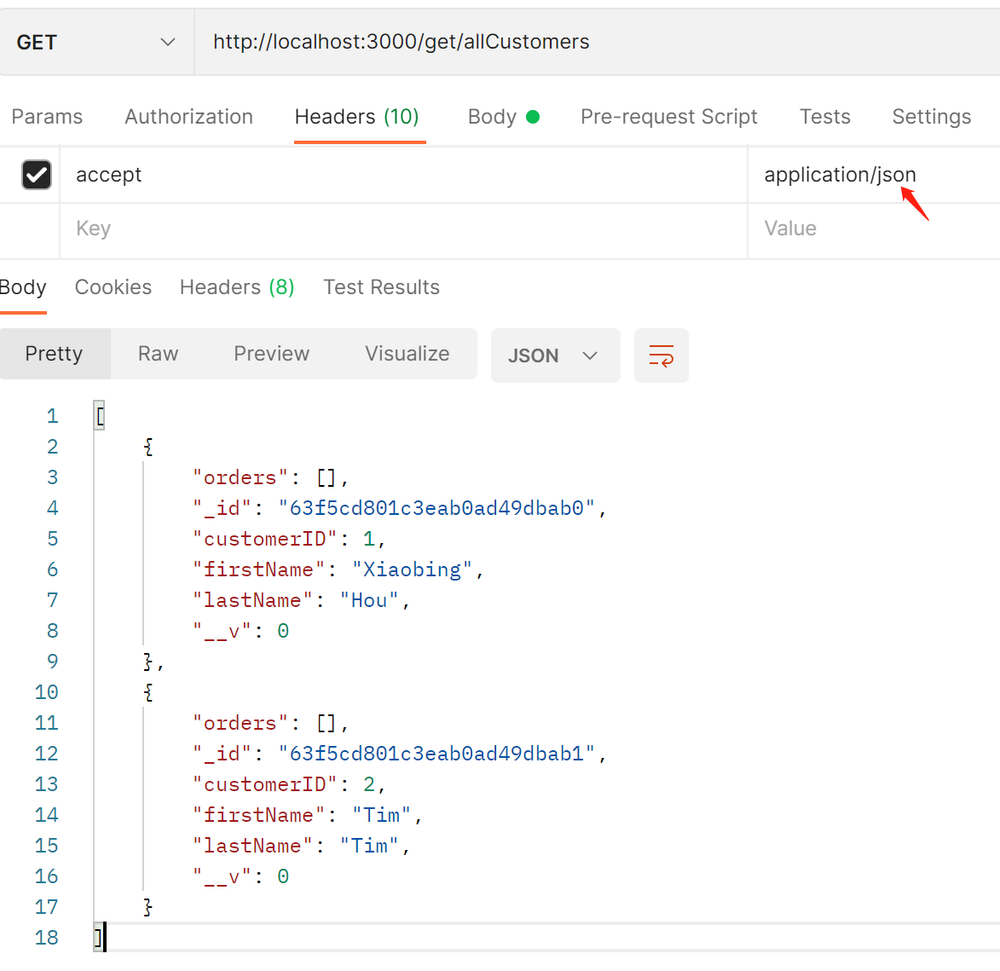 GET http://localhost:3000/get/allCustomers
Params Authorization Headers (10) Body Pre-request Script Tests Settings
accept application/json
Key Value
Body Cookies Headers (8) Test Results
Pretty Raw Preview Visualize JSON
1 [
2 {
3 "orders": [],
4 "_id": "63f5cd801c3eab0ad49dbab0",
5 "customerID": 1,
6 "firstName": "Xiaobing",
7 "lastName": "Hou",
8 "__v": 0
9 },
10 {
11 "orders": [],
12 "_id": "63f5cd801c3eab0ad49dbab1",
13 "customerID": 2,
14 "firstName": "Tim",
15 "lastName": "Tim",
16 "__v": 0
17 }
18 ]